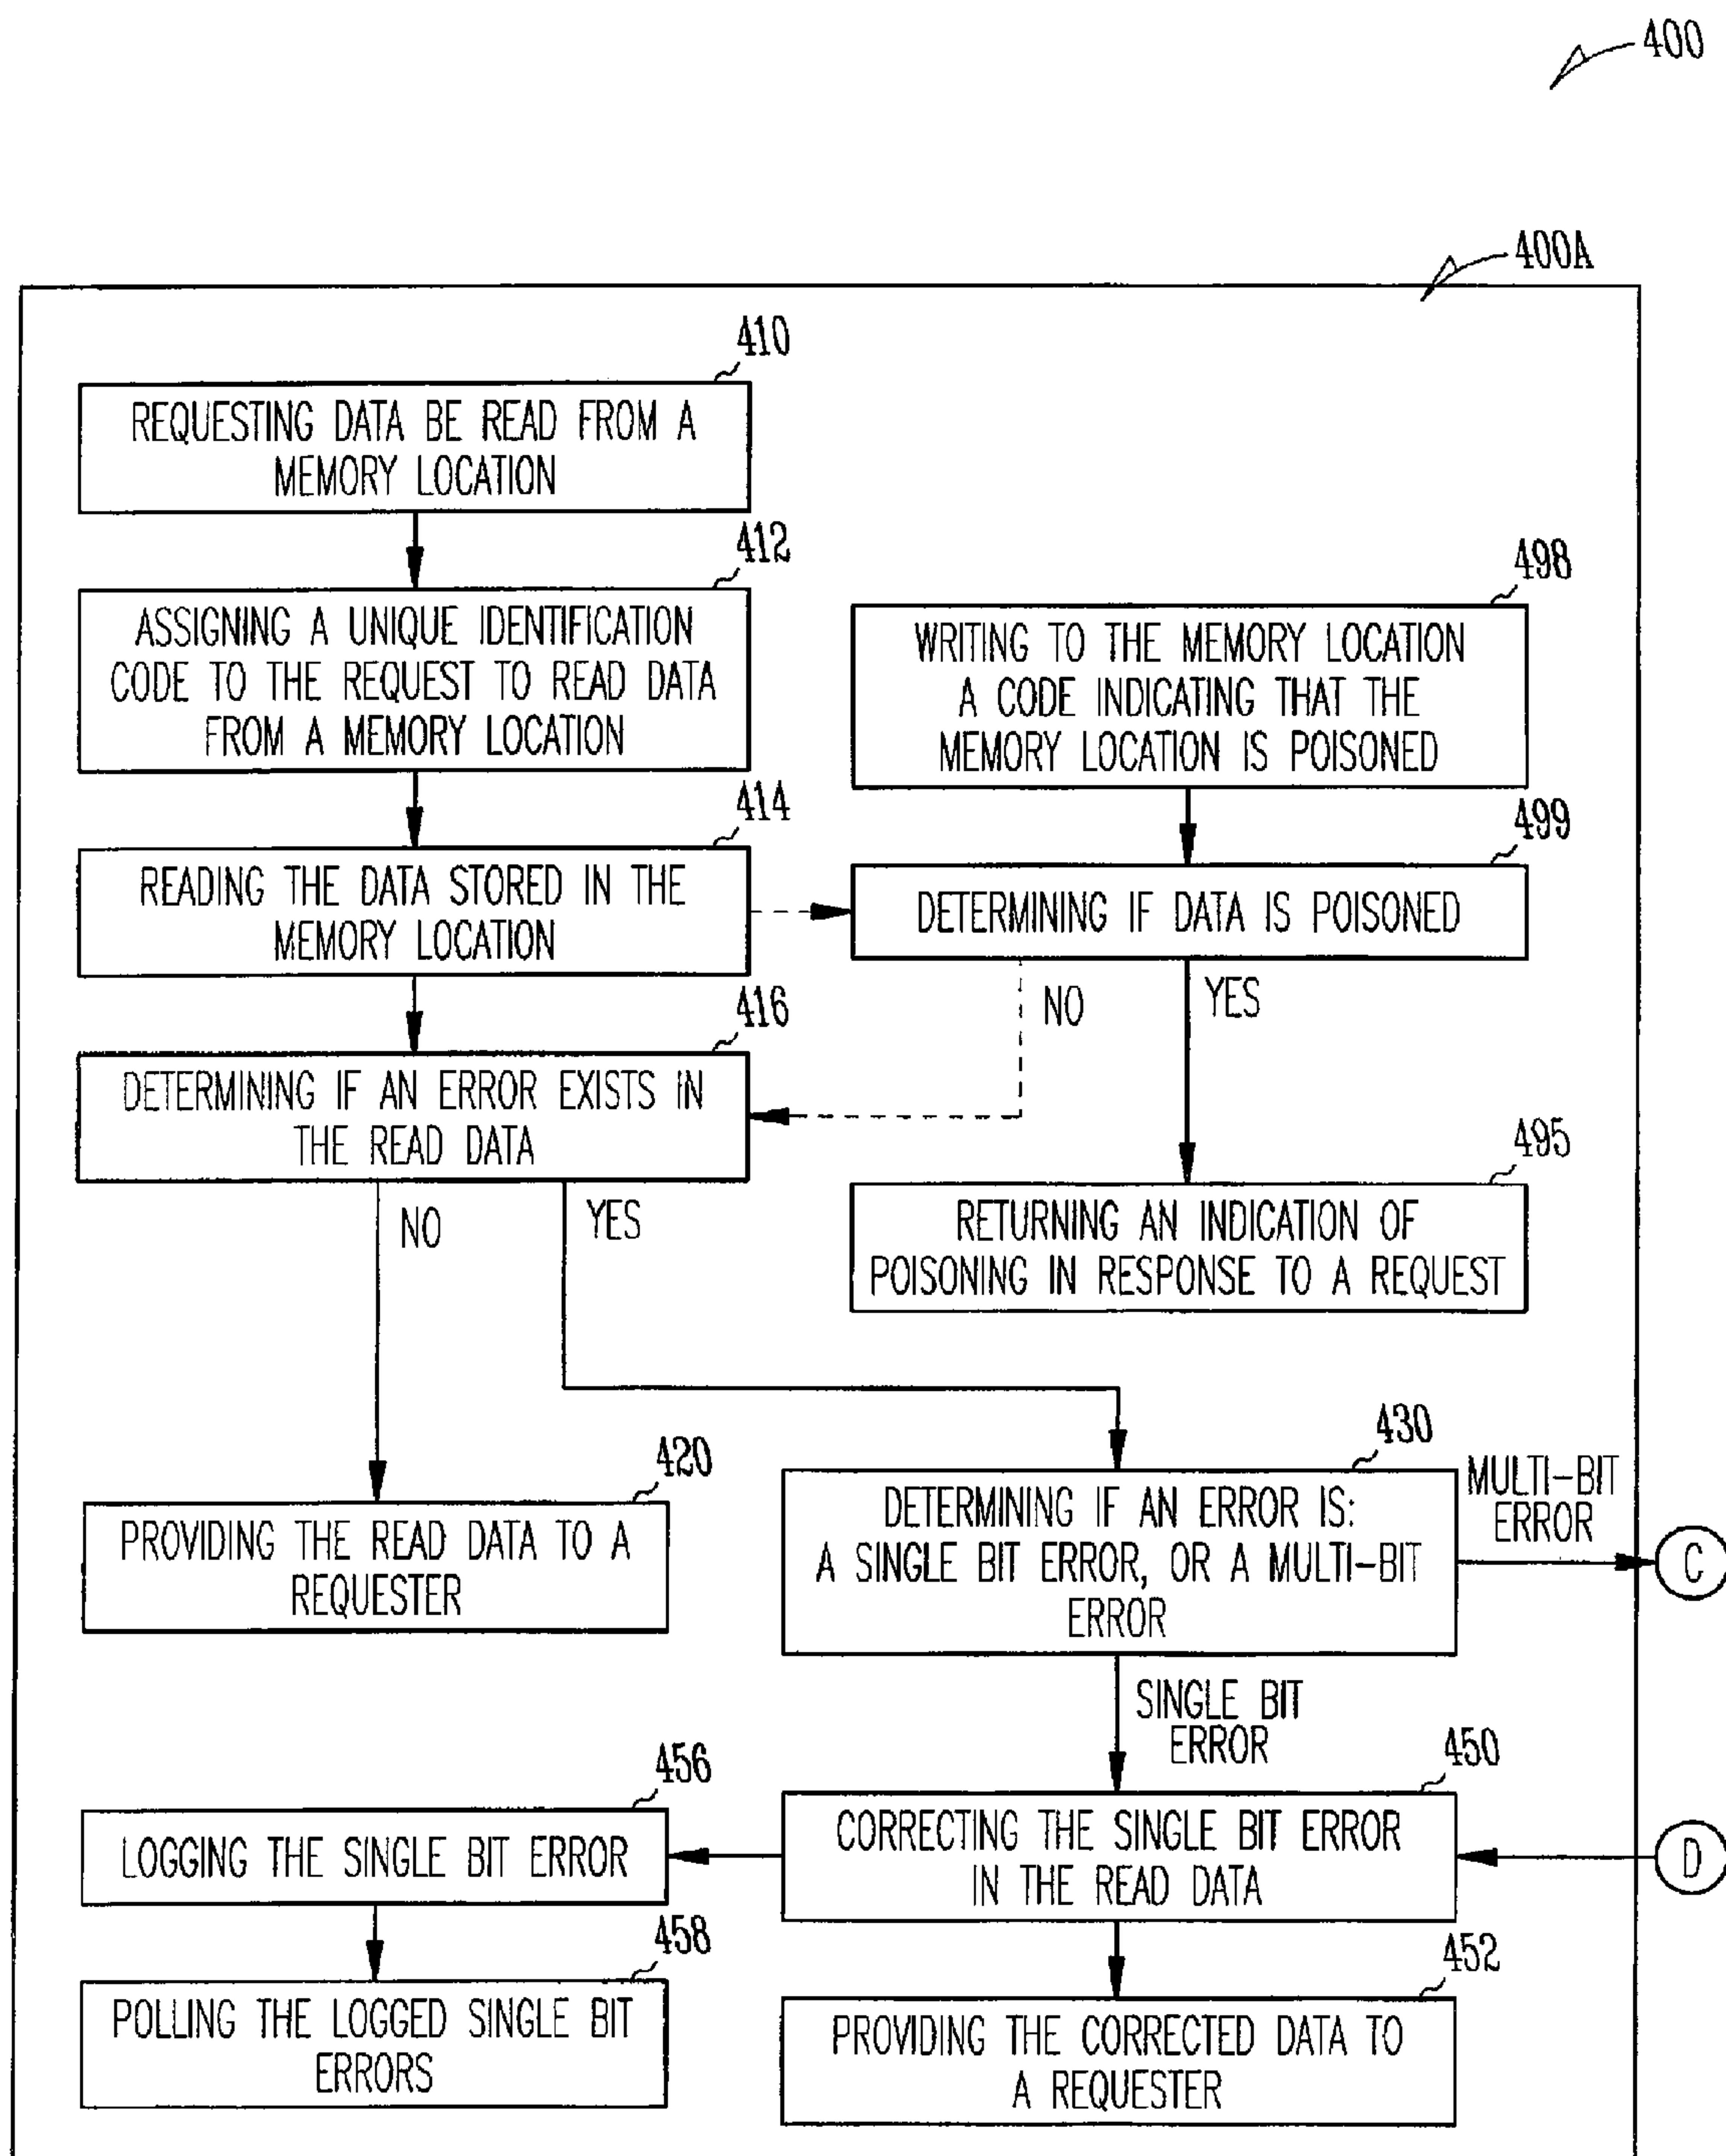 400
400A
410
REQUESTING DATA BE READ FROM A
MEMORY LOCATION
412
ASSIGNING A UNIQUE IDENTIFICATION
CODE TO THE REQUEST TO READ DATA
FROM A MEMORY LOCATION
498
WRITING TO THE MEMORY LOCATION
A CODE INDICATING THAT THE
MEMORY LOCATION IS POISONED
414
READING THE DATA STORED IN THE
MEMORY LOCATION
499
DETERMINING IF DATA IS POISONED
NO
YES
416
DETERMINING IF AN ERROR EXISTS IN
THE READ DATA
NO
YES
495
RETURNING AN INDICATION OF
POISONING IN RESPONSE TO A REQUEST
420
PROVIDING THE READ DATA TO A
REQUESTER
430
DETERMINING IF AN ERROR IS:
A SINGLE BIT ERROR, OR A MULTI-BIT
ERROR
MULTI-BIT
ERROR
C
SINGLE BIT
ERROR
456
LOGGING THE SINGLE BIT ERROR
450
CORRECTING THE SINGLE BIT ERROR
IN THE READ DATA
D
458
POLLING THE LOGGED SINGLE BIT
ERRORS
452
PROVIDING THE CORRECTED DATA TO
A REQUESTER